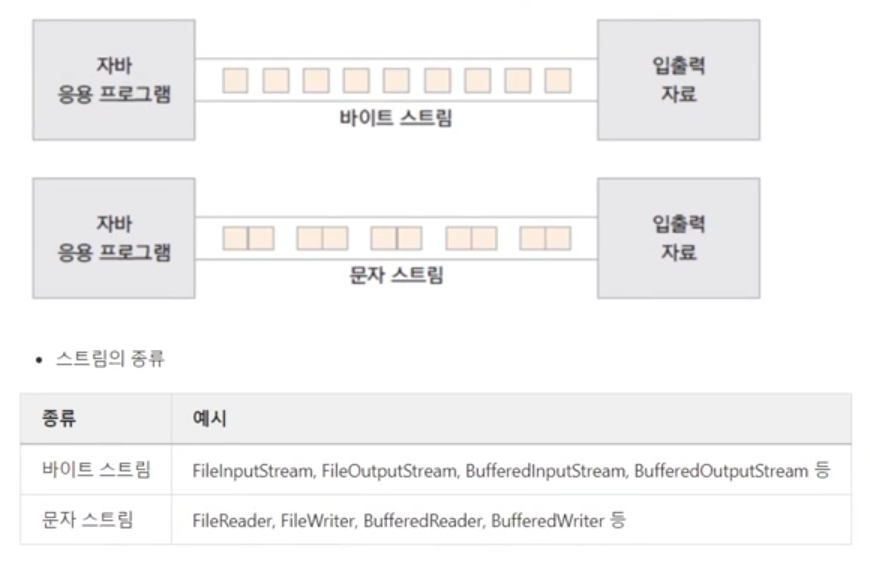 자바
응용 프로그램
바이트 스트림
입출력
자료
자바
응용 프로그램
문자 스트림
입출력
자료
• 스트림의 종류
종류 예시
바이트 스트림 FileInputStream, FileOutputStream, BufferedInputStream, BufferedOutputStream 등
문자 스트림 FileReader, FileWriter, BufferedReader, BufferedWriter 등